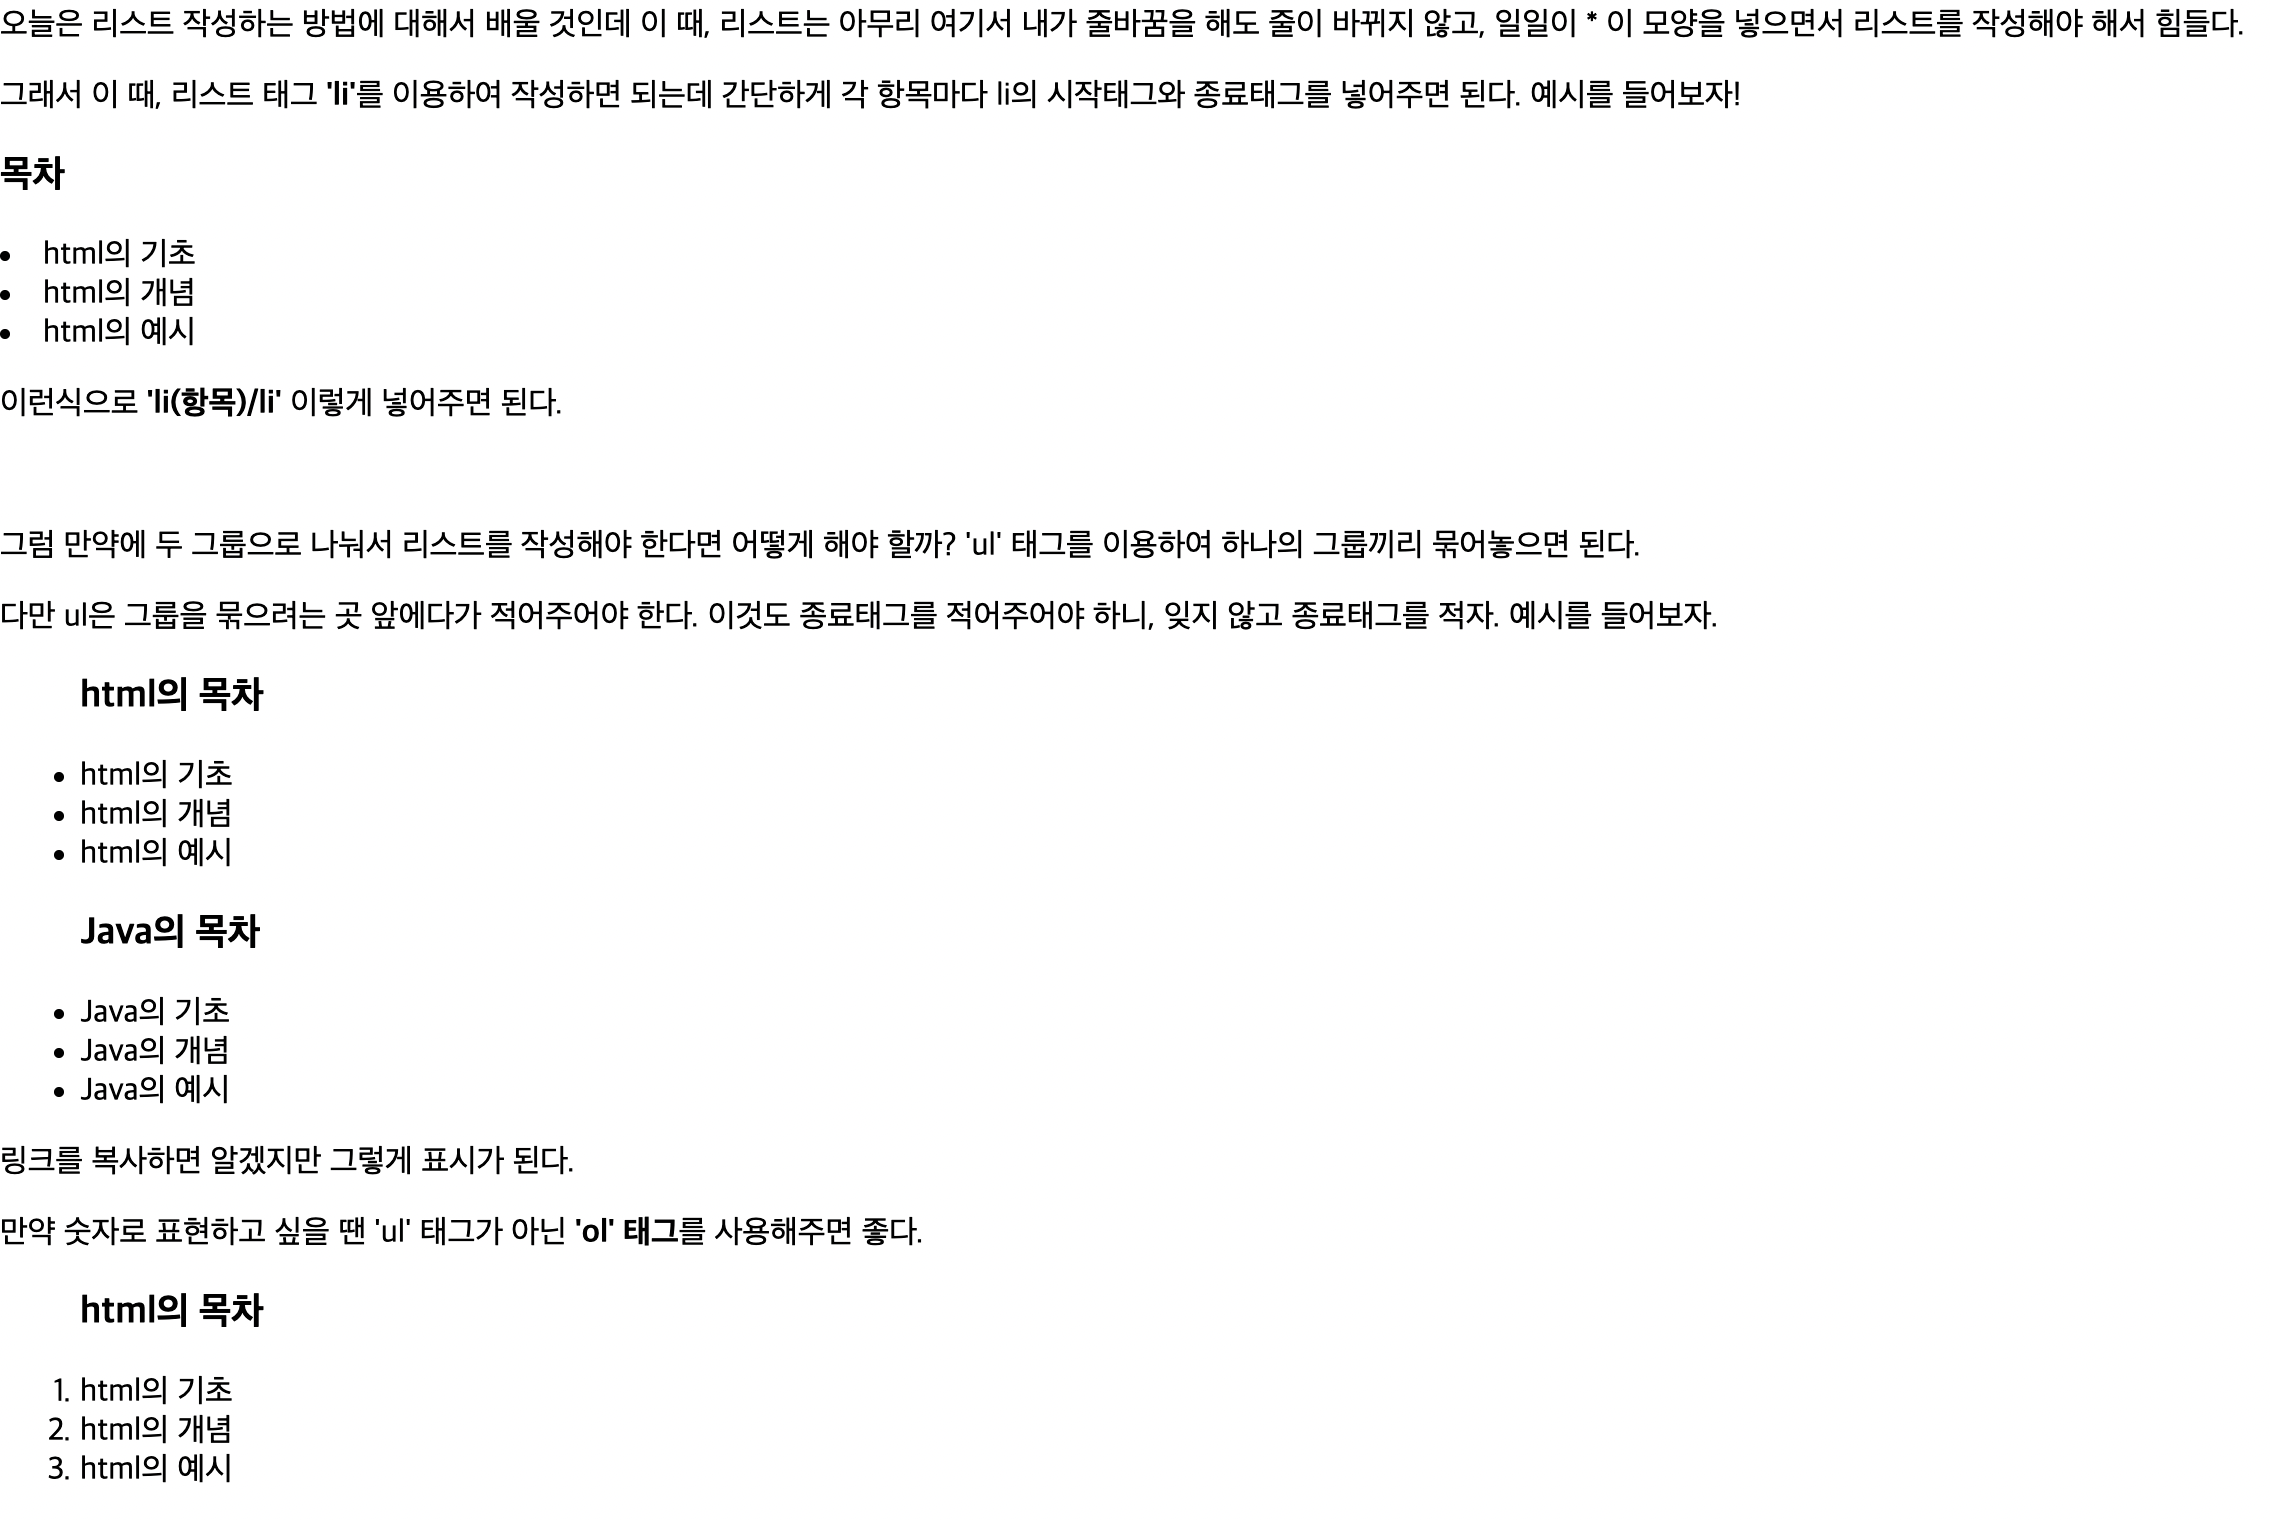 오늘은 리스트 작성하는 방법에 대해서 배울 것인데 이 때, 리스트는 아무리 여기서 내가 줄바꿈을 해도 줄이 바뀌지 않고, 일일이 * 이 모양을 넣으면서 리스트를 작성해야 해서 힘들다.
그래서 이 때, 리스트 태그 'li'를 이용하여 작성하면 되는데 간단하게 각 항목마다 li의 시작태그와 종료태그를 넣어주면 된다. 예시를 들어보자!
목차
• html의 기초
• html의 개념
• html의 예시
이런식으로 'li(항목)/li' 이렇게 넣어주면 된다.
그럼 만약에 두 그룹으로 나눠서 리스트를 작성해야 한다면 어떻게 해야 할까? 'ul' 태그를 이용하여 하나의 그룹끼리 묶어놓으면 된다.
다만 ul은 그룹을 묶으려는 곳 앞에다가 적어주어야 한다. 이것도 종료태그를 적어주어야 하니, 잊지 않고 종료태그를 적자. 예시를 들어보자.
html의 목차
• html의 기초
• html의 개념
• html의 예시
Java의 목차
• Java의 기초
• Java의 개념
• Java의 예시
링크를 복사하면 알겠지만 그렇게 표시가 된다.
만약 숫자로 표현하고 싶을 땐 'ul' 태그가 아닌 'ol' 태그를 사용해주면 좋다.
html의 목차
1. html의 기초
2. html의 개념
3. html의 예시